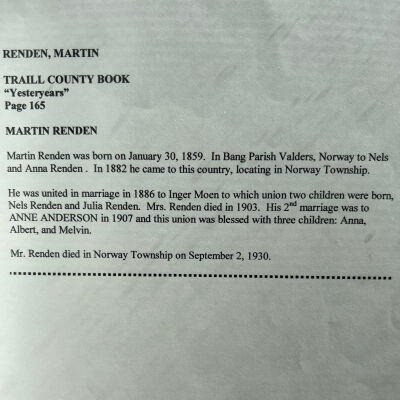 RENDEN, MARTIN
TRAILL COUNTY BOOK
"Yesteryears"
Page 165
MARTIN RENDEN
Martin Renden was born on January 30, 1859. In Bang Parish Valders, Norway to Nels
and Anna Renden . In 1882 he came to this country, locating in Norway Township.
He was united in marriage in 1886 to Inger Moen to which union two children were born,
Nels Renden and Julia Renden. Mrs. Renden died in 1903. His 2nd marriage was to
ANNE ANDERSON in 1907 and this union was blessed with three children: Anna,
Albert, and Melvin.
Mr. Renden died in Norway Township on September 2, 1930.